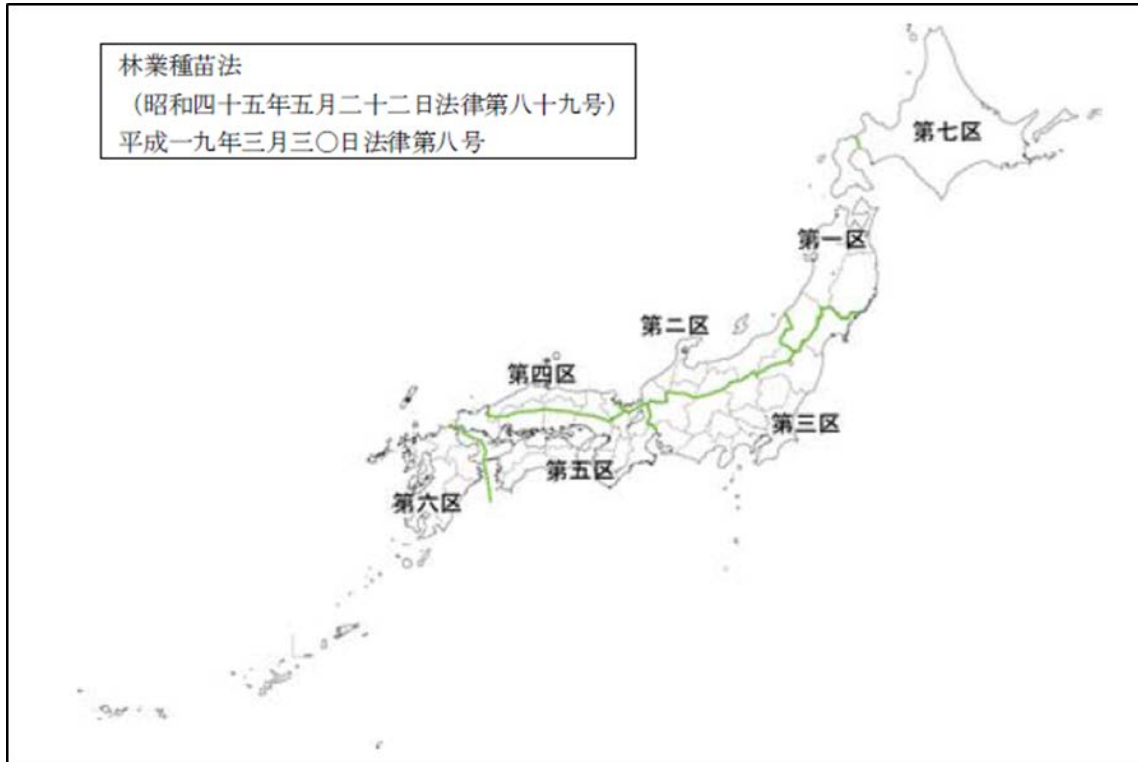 林業種苗法
（昭和四十五年五月二十二日法律第八十九号）
平成一九年三月三〇日法律第八号
第七区
第一区
第二区
第四区
第三区
第五区
第六区